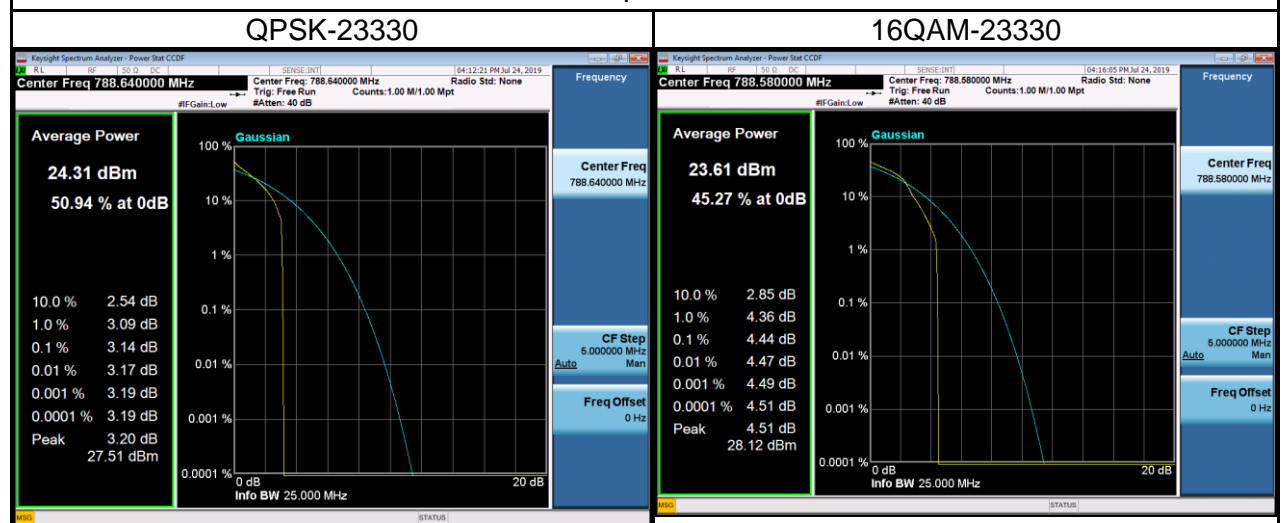 QPSK-23330
16QAM-23330
Keysight Spectrum Analyzer - Power Stat CCDF
RL RF 50 Ω DC SENSE:INT 04:12:21 PM Jul 24, 2019
Center Freq 788.640000 MHz
Center Freq: 788.640000 MHz Radio Std: None
Trig: Free Run Counts:1.00 M/1.00 Mpt
#IFGain:Low #Atten: 40 dB
Average Power
24.31 dBm
50.94 % at 0dB
10.0 % 2.54 dB
1.0 % 3.09 dB
0.1 % 3.14 dB
0.01 % 3.17 dB
0.001 % 3.19 dB
0.0001 % 3.19 dB
Peak 3.20 dB
27.51 dBm
Gaussian
100 %
10 %
1 %
0.1 %
0.01 %
0.001 %
0.0001 %
0 dB 20 dB
Info BW 25.000 MHz
Frequency
Center Freq
788.640000 MHz
CF Step
5.000000 MHz
Auto Man
Freq Offset
0 Hz
MSG STATUS
Keysight Spectrum Analyzer - Power Stat CCDF
RL RF 50 Ω DC SENSE:INT 04:16:05 PM Jul 24, 2019
Center Freq 788.580000 MHz
Center Freq: 788.580000 MHz Radio Std: None
Trig: Free Run Counts:1.00 M/1.00 Mpt
#IFGain:Low #Atten: 40 dB
Average Power
23.61 dBm
45.27 % at 0dB
10.0 % 2.85 dB
1.0 % 4.36 dB
0.1 % 4.44 dB
0.01 % 4.47 dB
0.001 % 4.49 dB
0.0001 % 4.51 dB
Peak 4.51 dB
28.12 dBm
Gaussian
100 %
10 %
1 %
0.1 %
0.01 %
0.001 %
0.0001 %
0 dB 20 dB
Info BW 25.000 MHz
Frequency
Center Freq
788.580000 MHz
CF Step
5.000000 MHz
Auto Man
Freq Offset
0 Hz
MSG STATUS